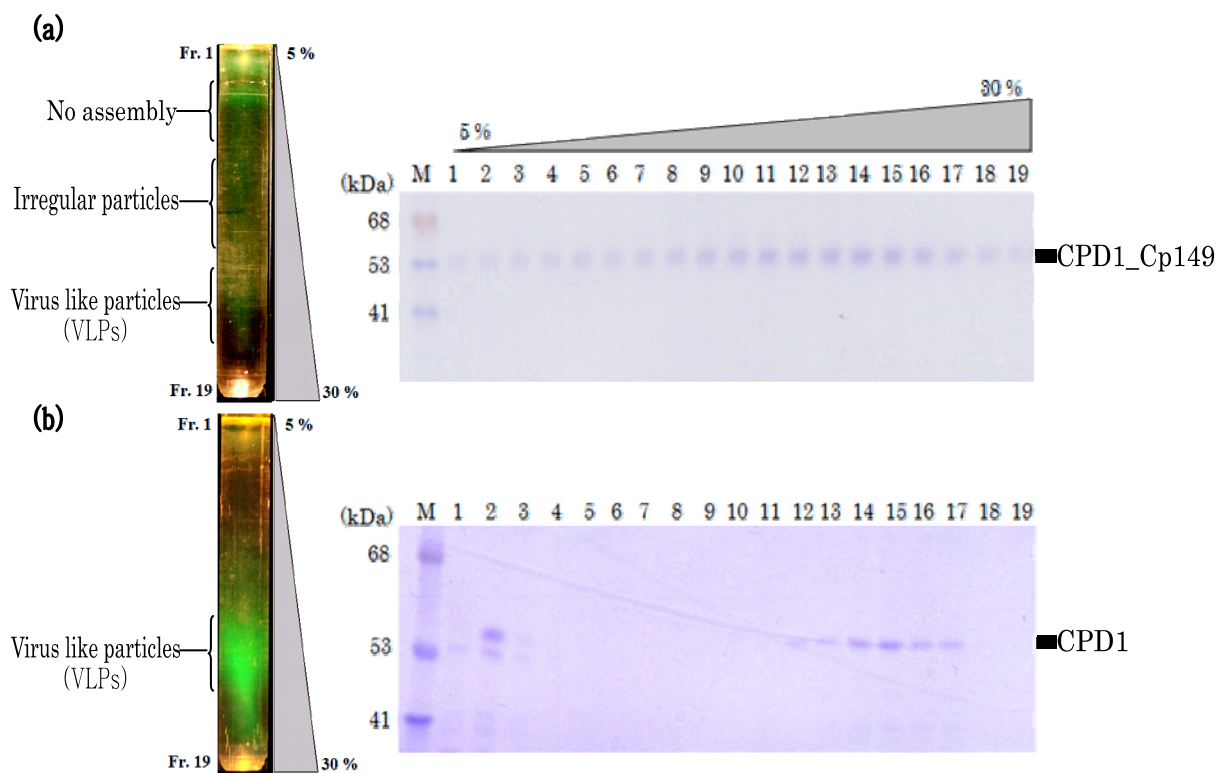 (a)
Fr. 1
5 %
No assembly
Irregular particles
Virus like particles
(VLPs)
Fr. 19
30 %
5 %
30 %
(kDa)
M 1 2 3 4 5 6 7 8 9 10 11 12 13 14 15 16 17 18 19
68
53
41
CPD1_Cp149
(b)
Fr. 1
5 %
Virus like particles
(VLPs)
Fr. 19
30 %
(kDa)
M 1 2 3 4 5 6 7 8 9 10 11 12 13 14 15 16 17 18 19
68
53
41
CPD1